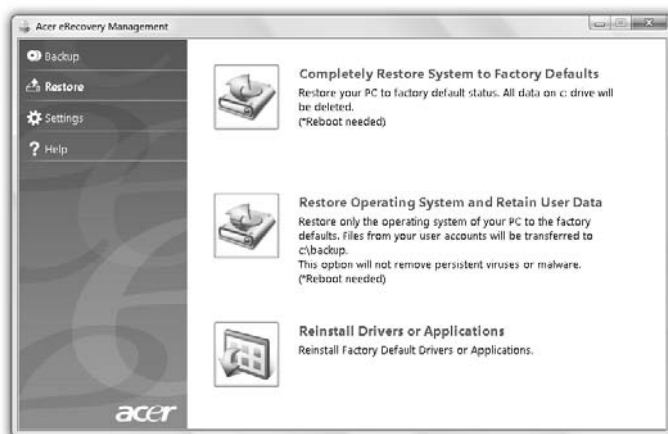 Acer eRecovery Management
Backup
Restore
Settings
? Help
Completely Restore System to Factory Defaults
Restore your PC to factory default status. All data on c: drive will
be deleted.
(*Reboot needed)
Restore Operating System and Retain User Data
Restore only the operating system of your PC to the factory
defaults. Files from your user accounts will be transferred to
c:\backup.
This option will not remove persistent viruses or malware.
(*Reboot needed)
Reinstall Drivers or Applications
Reinstall Factory Default Drivers or Applications.
acer